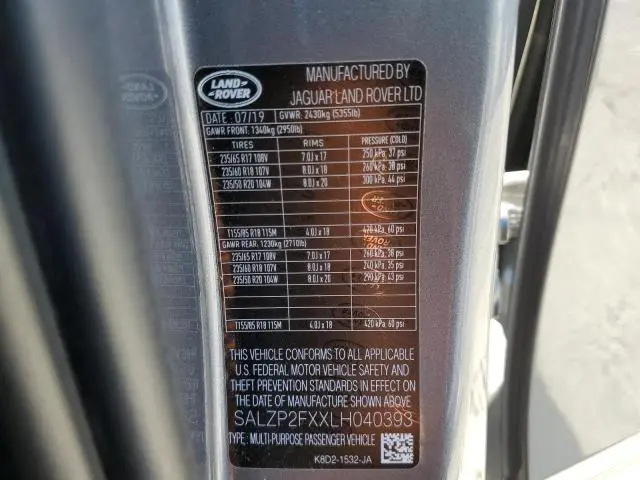 LAND-
-ROVER
MANUFACTURED BY
JAGUAR LAND ROVER LTD
DATE 07/19 GVWR: 2430kg (5355lb)
GAWR FRONT: 1340kg (2950lb)
TIRES RIMS PRESSURE (COLD)
235/65 R17 108V 7.0J x 17 250 kPa, 37 psi
235/60 R18 107V 8.0J x 18 260 kPa, 38 psi
235/50 R20 104W 8.0J x 20 300 kPa, 44 psi
T155/85 R18 115M 4.0J x 18 420 kPa, 60 psi
GAWR REAR: 1230kg (2710lb)
235/65 R17 108V 7.0J x 17 260 kPa, 38 psi
235/60 R18 107V 8.0J x 18 240 kPa, 35 psi
235/50 R20 104W 8.0J x 20 290 kPa, 43 psi
T155/85 R18 115M 4.0J x 18 420 kPa, 60 psi
THIS VEHICLE CONFORMS TO ALL APPLICABLE
U.S. FEDERAL MOTOR VEHICLE SAFETY AND
THEFT PREVENTION STANDARDS IN EFFECT ON
THE DATE OF MANUFACTURE SHOWN ABOVE.
SALZP2FXXLH040393
TYPE: MULTI-PURPOSE PASSENGER VEHICLE
K8D2-1532-JA